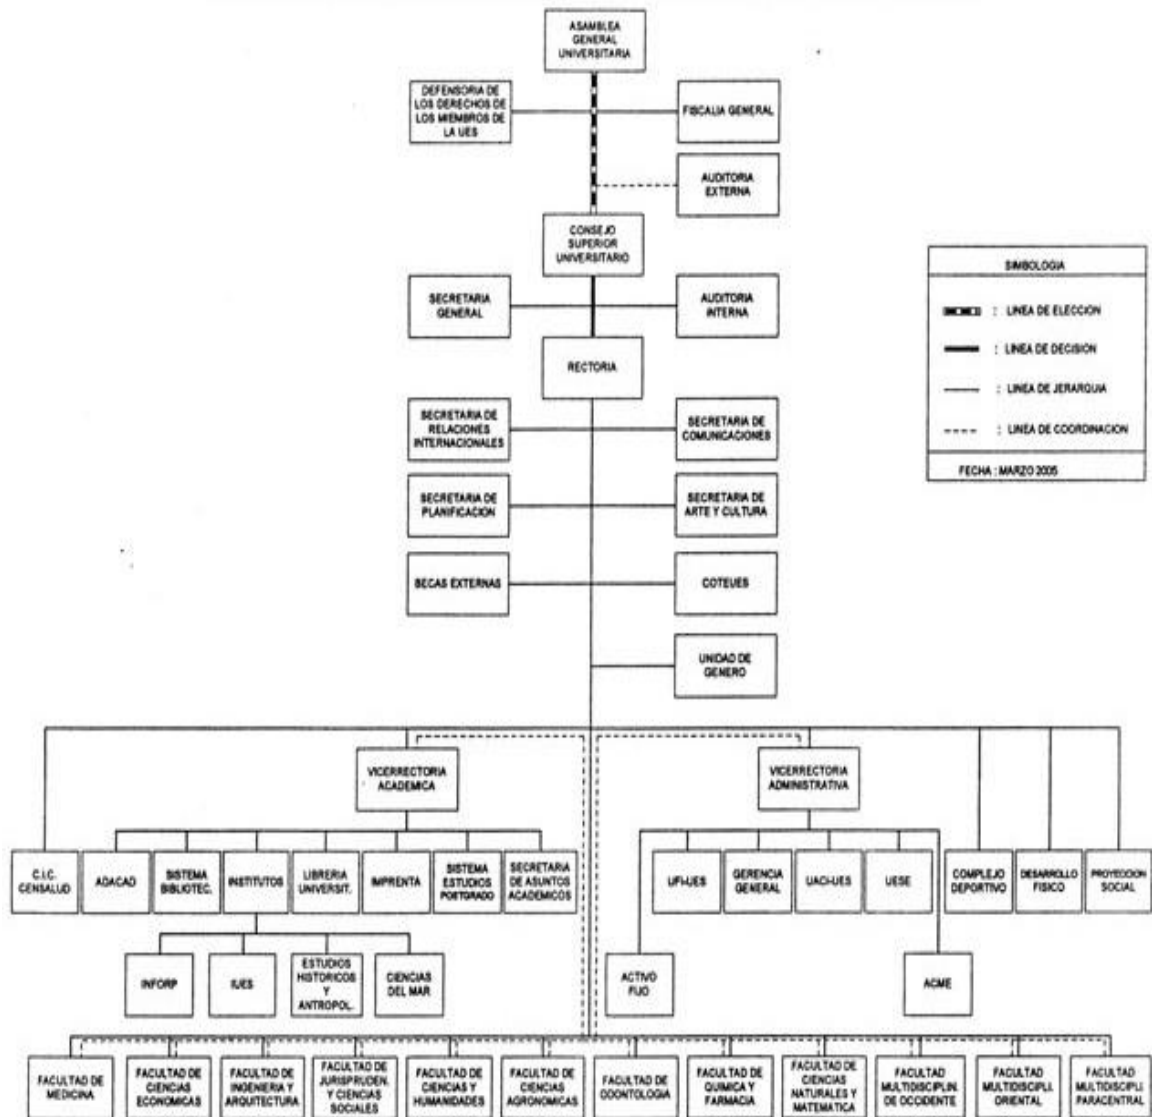 ASAMBLEA
GENERAL
UNIVERSITARIA
DEFENSORIA DE
LOS DERECHOS DE
LOS MIEMBROS DE
LA UES
FISCALIA GENERAL
AUDITORIA
EXTERNA
CONSEJO
SUPERIOR
UNIVERSITARIO
SECRETARIA
GENERAL
AUDITORIA
INTERNA
RECTORIA
SECRETARIA DE
RELACIONES
INTERNACIONALES
SECRETARIA DE
COMUNICACIONES
SECRETARIA DE
PLANIFICACION
SECRETARIA DE
ARTE Y CULTURA
BECAS EXTERNAS
COTEUES
UNIDAD DE
GENERO
SIMBOLOGIA
: LINEA DE ELECCION
: LINEA DE DECISION
: LINEA DE JERARQUIA
: LINEA DE COORDINACION
FECHA : MARZO 2005
VICERRECTORIA
ACADEMICA
VICERRECTORIA
ADMINISTRATIVA
C.I.C.
CENSALUD
ADACAD
SISTEMA
BIBLIOTEC.
INSTITUTOS
LIBRERIA
UNIVERSIT.
IMPRENTA
SISTEMA
ESTUDIOS
POSTGRADO
SECRETARIA
DE ASUNTOS
ACADEMICOS
UFI-UES
GERENCIA
GENERAL
UACI-UES
UESE
COMPLEJO
DEPORTIVO
DESARROLLO
FISICO
PROYECCION
SOCIAL
INFORP
IUES
ESTUDIOS
HISTORICOS
Y
ANTROPOL.
CIENCIAS
DEL MAR
ACTIVO
FIJO
ACME
FACULTAD DE
MEDICINA
FACULTAD DE
CIENCIAS
ECONOMICAS
FACULTAD DE
INGENIERIA Y
ARQUITECTURA
FACULTAD DE
JURISPRUDEN.
Y CIENCIAS
SOCIALES
FACULTAD DE
CIENCIAS Y
HUMANIDADES
FACULTAD DE
CIENCIAS
AGRONOMICAS
FACULTAD DE
ODONTOLOGIA
FACULTAD DE
QUIMICA Y
FARMACIA
FACULTAD DE
CIENCIAS
NATURALES Y
MATEMATICA
FACULTAD
MULTIDISCIPLIN.
DE OCCIDENTE
FACULTAD
MULTIDISCIPLI.
ORIENTAL
FACULTAD
MULTIDISCIPLI.
PARACENTRAL